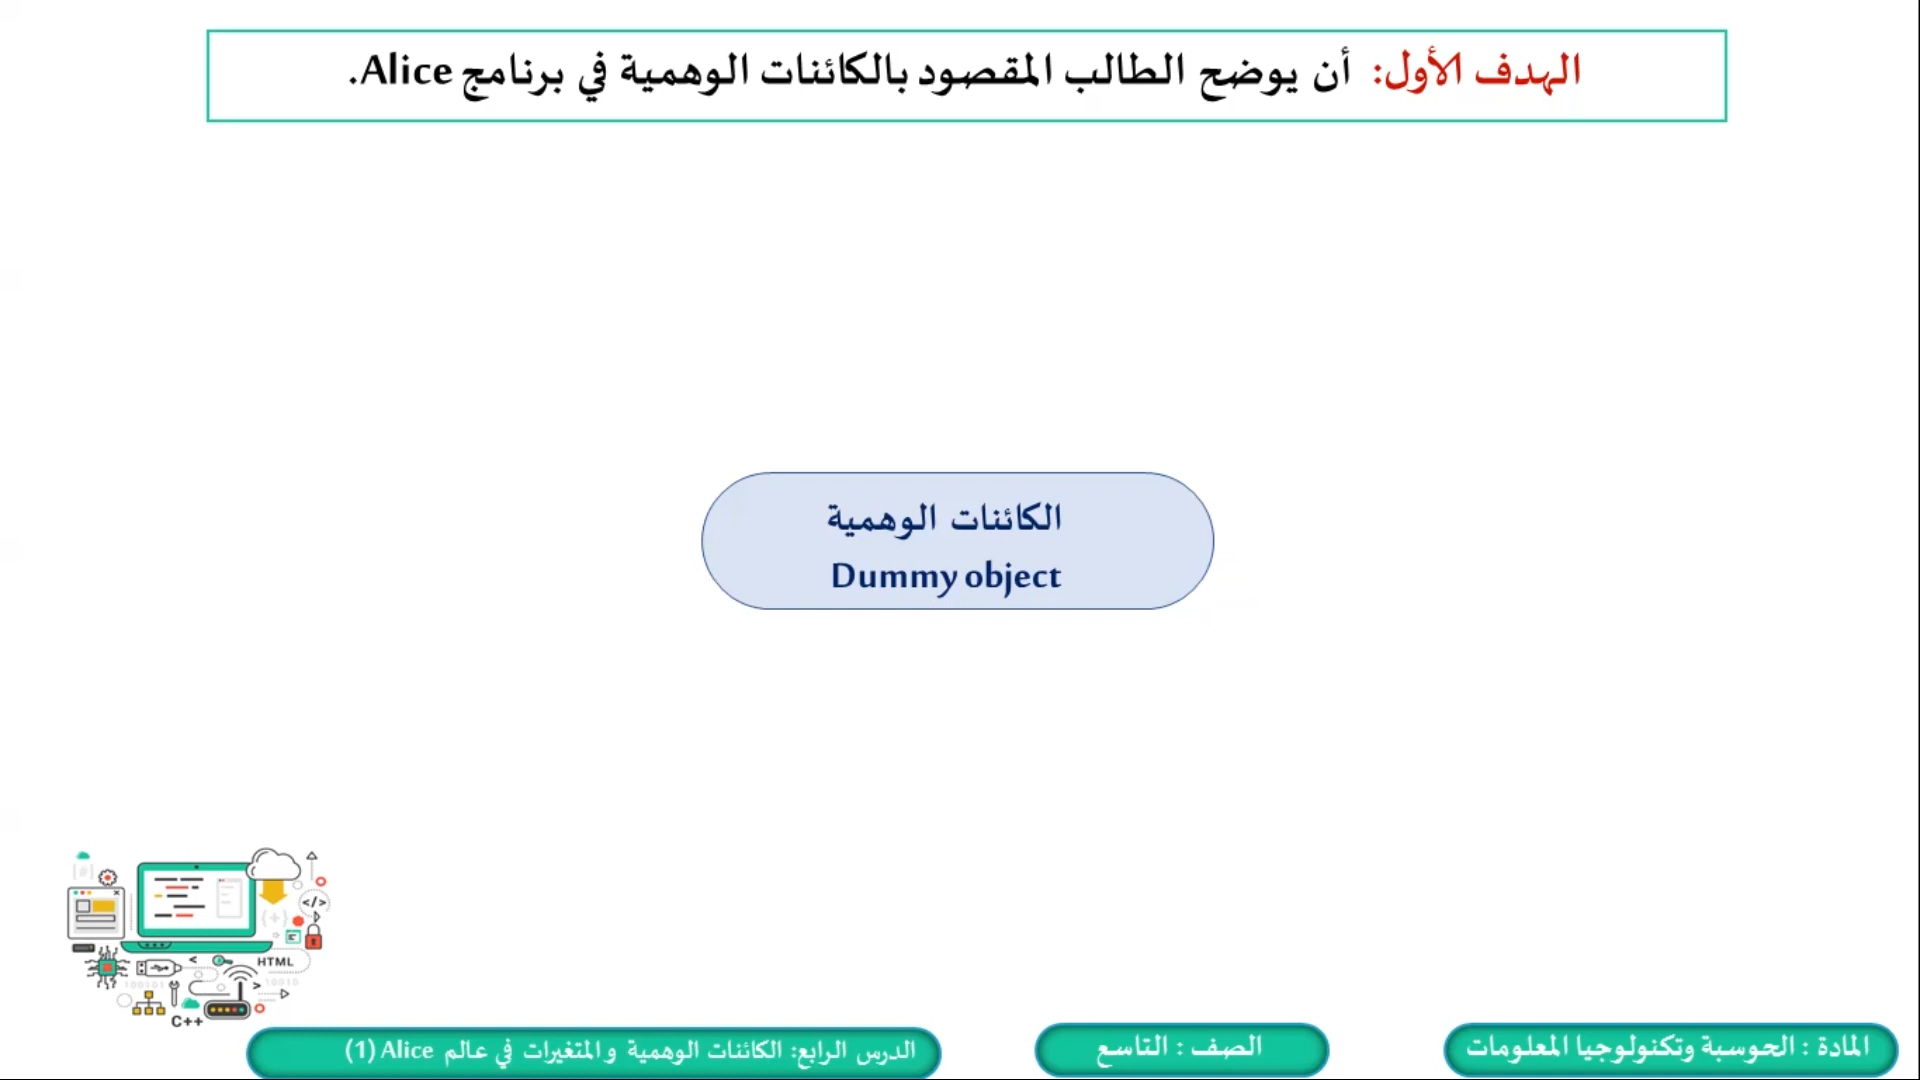 الهدف الأول: أن يوضح الطالب المقصود بالكائنات الوهمية في برنامج Alice.
الكائنات الوهمية
Dummy object
</>
HTML
C++
المادة : الحوسبة وتكنولوجيا المعلومات
الصف : التاسع
الدرس الرابع: الكائنات الوهمية والمتغيرات في عالم Alice (1)